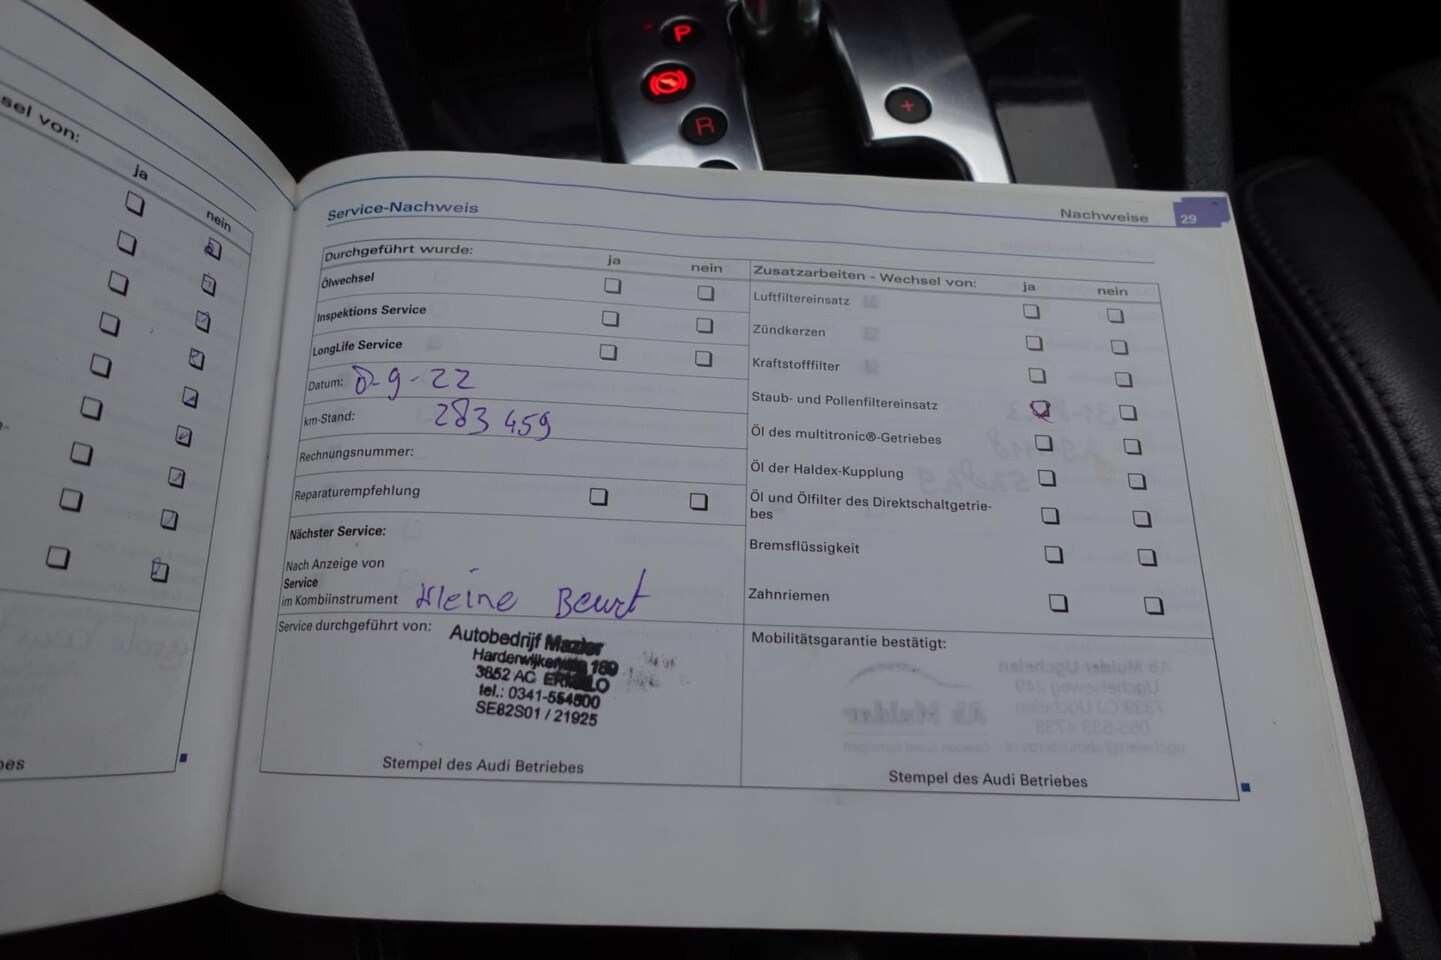 P
R
+
sel von:
ja
nein
bes
Service-Nachweis
Nachweise
29
Durchgeführt wurde:
ja
nein
Ölwechsel
Inspektions Service
LongLife Service
Datum: 8-9-22
km-Stand: 283 459
Rechnungsnummer:
Reparaturempfehlung
Nächster Service:
Nach Anzeige von
Service
im Kombiinstrument Kleine Beurt
Service durchgeführt von:
Autobedrijf Mazier
Harderwijkerweg 189
3852 AC ERMELO
tel.: 0341-554500
SE82S01 / 21925
Stempel des Audi Betriebes
Zusatzarbeiten - Wechsel von:
ja
nein
Luftfiltereinsatz
Zündkerzen
Kraftstofffilter
Staub- und Pollenfiltereinsatz
Öl des multitronic®-Getriebes
Öl der Haldex-Kupplung
Öl und Ölfilter des Direktschaltgetrie-
bes
Bremsflüssigkeit
Zahnriemen
Mobilitätsgarantie bestätigt:
Stempel des Audi Betriebes